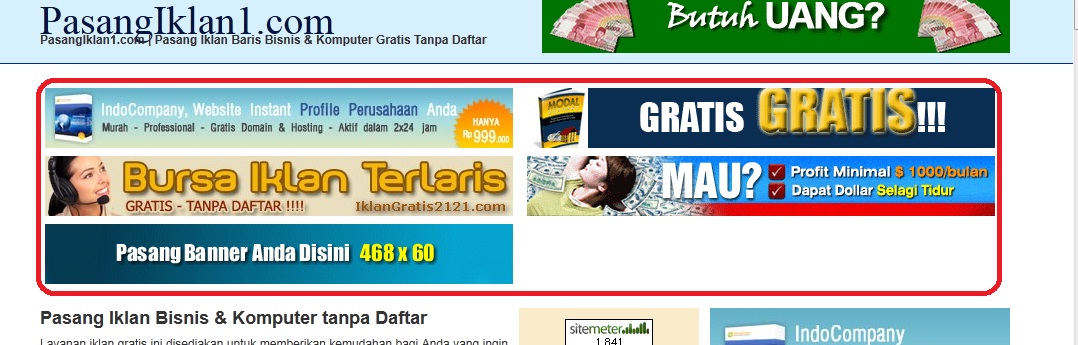 PasangIklan1.com
PasangIklan1.com | Pasang Iklan Baris Bisnis & Komputer Gratis Tanpa Daftar
Butuh UANG?
IndoCompany, Website Instant Profile Perusahaan Anda
Murah - Professional - Gratis Domain & Hosting - Aktif dalam 2x24 jam
HANYA
Rp 999.000
MODAL
GRATIS GRATIS!!!
Bursa Iklan Terlaris
GRATIS - TANPA DAFTAR !!!!
IklanGratis2121.com
MAU?
Profit Minimal $ 1000/bulan
Dapat Dollar Selagi Tidur
Pasang Banner Anda Disini 468 x 60
Pasang Iklan Bisnis & Komputer tanpa Daftar
Layanan iklan gratis ini disediakan untuk memberikan kemudahan bagi Anda yang ingin
sitemeter
1,841
IndoCompany